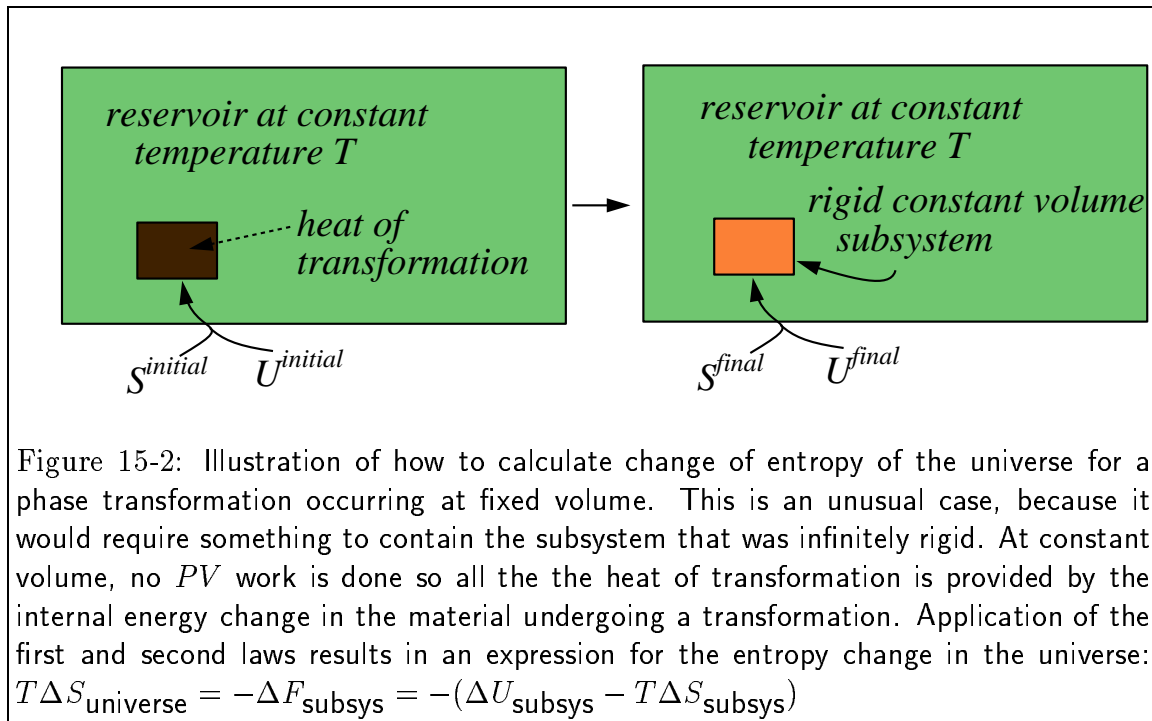 reservoir at constant
temperature T
heat of
transformation
S^initial U^initial
reservoir at constant
temperature T
rigid constant volume
subsystem
S^final U^final
Figure 15-2: Illustration of how to calculate change of entropy of the universe for a
phase transformation occurring at fixed volume. This is an unusual case, because it
would require something to contain the subsystem that was infinitely rigid. At constant
volume, no PV work is done so all the the heat of transformation is provided by the
internal energy change in the material undergoing a transformation. Application of the
first and second laws results in an expression for the entropy change in the universe:
TΔS_universe = −ΔF_subsys = −(ΔU_subsys − TΔS_subsys)